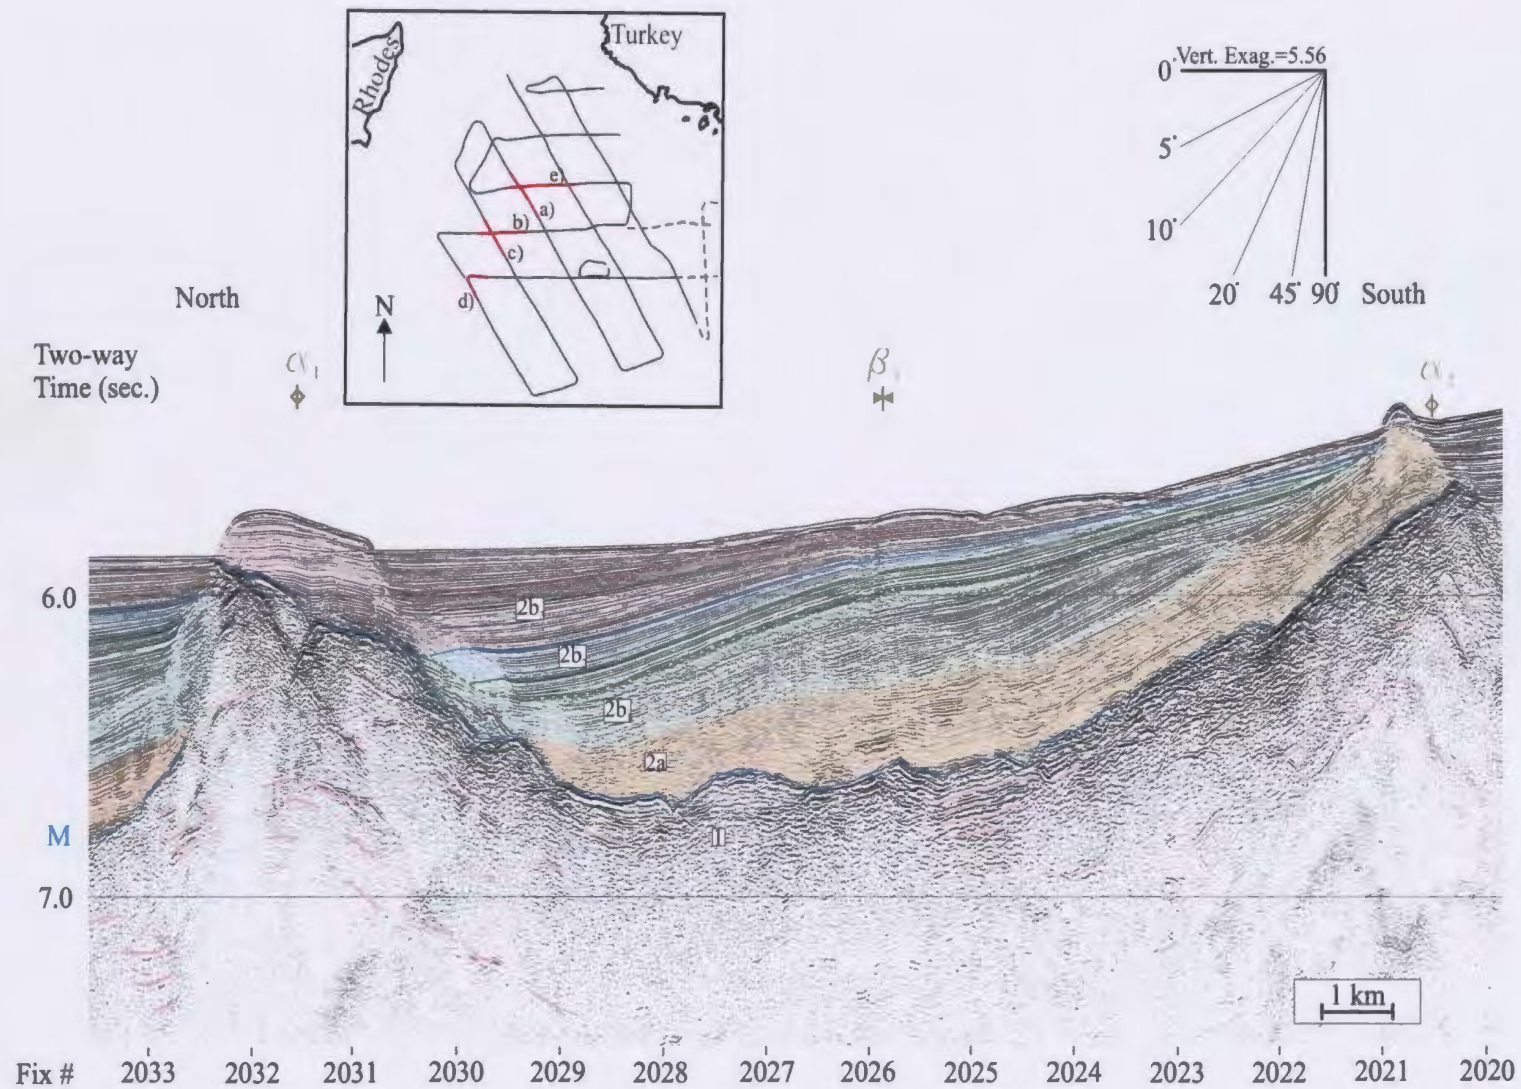 Turkey
Rhodes
e)
a)
b)
c)
d)
N
Vert. Exag.=5.56
0°
5°
10°
20° 45° 90°
North
South
Two-way
Time (sec.)
α₁
β
α
6.0
2b
2b
2b
2a
1
M
7.0
1 km
Fix # 2033 2032 2031 2030 2029 2028 2027 2026 2025 2024 2023 2022 2021 2020